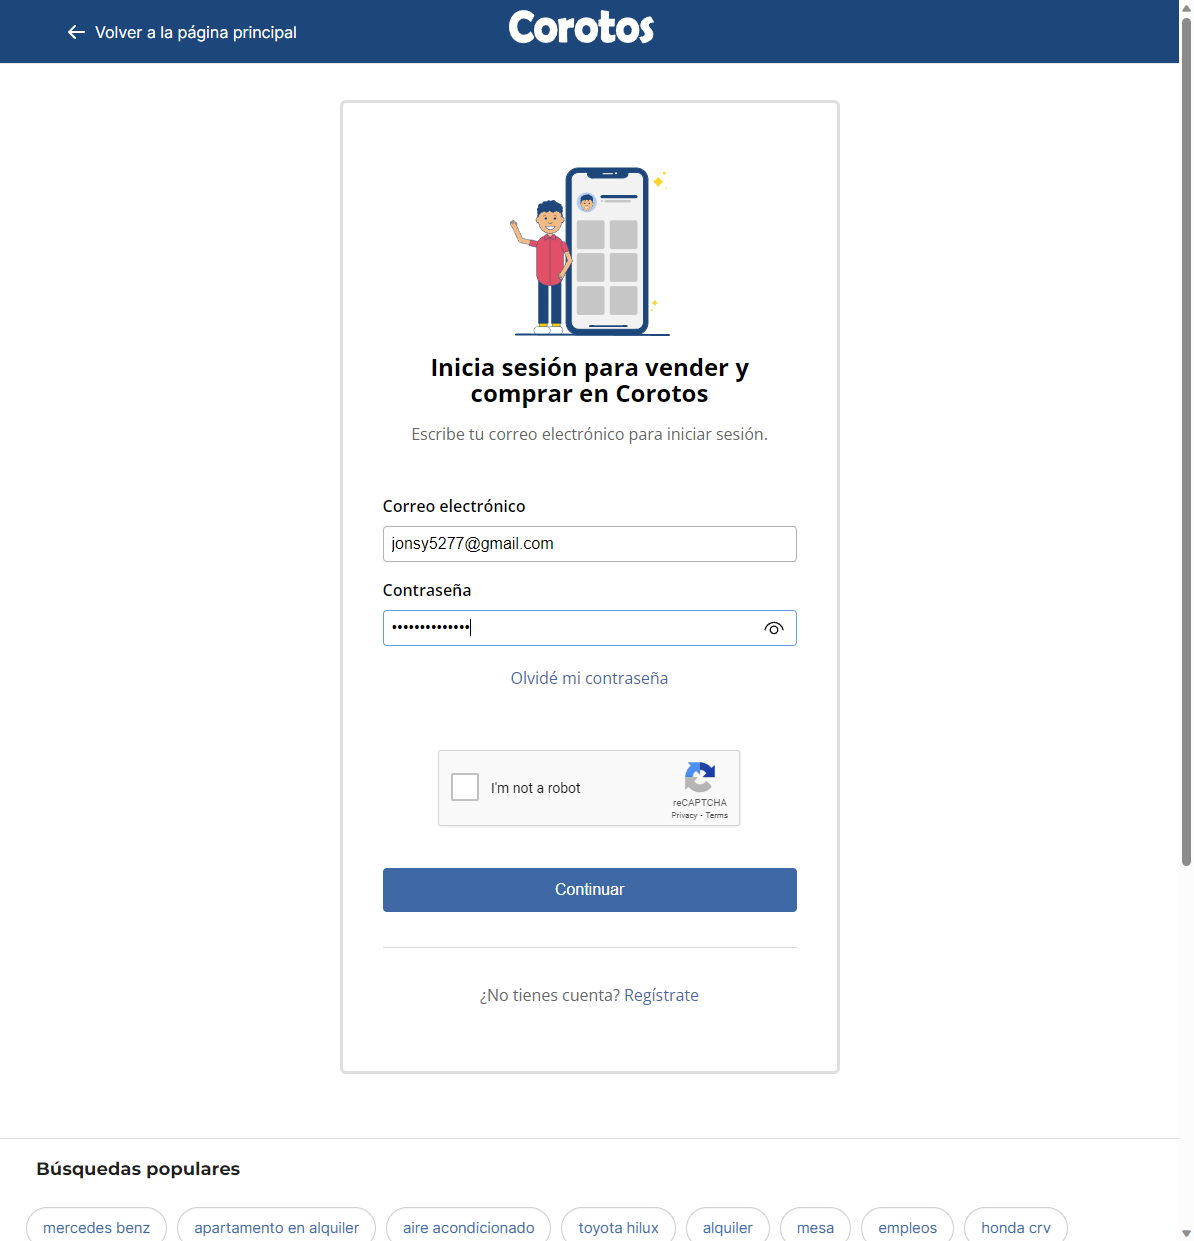 Volver a la página principal
Corotos
Inicia sesión para vender y
comprar en Corotos
Escribe tu correo electrónico para iniciar sesión.
Correo electrónico
jonsy5277@gmail.com
Contraseña
••••••••••••••
Olvidé mi contraseña
I'm not a robot
reCAPTCHA
Privacy - Terms
Continuar
¿No tienes cuenta? Regístrate
Búsquedas populares
mercedes benz apartamento en alquiler aire acondicionado toyota hilux alquiler mesa empleos honda crv